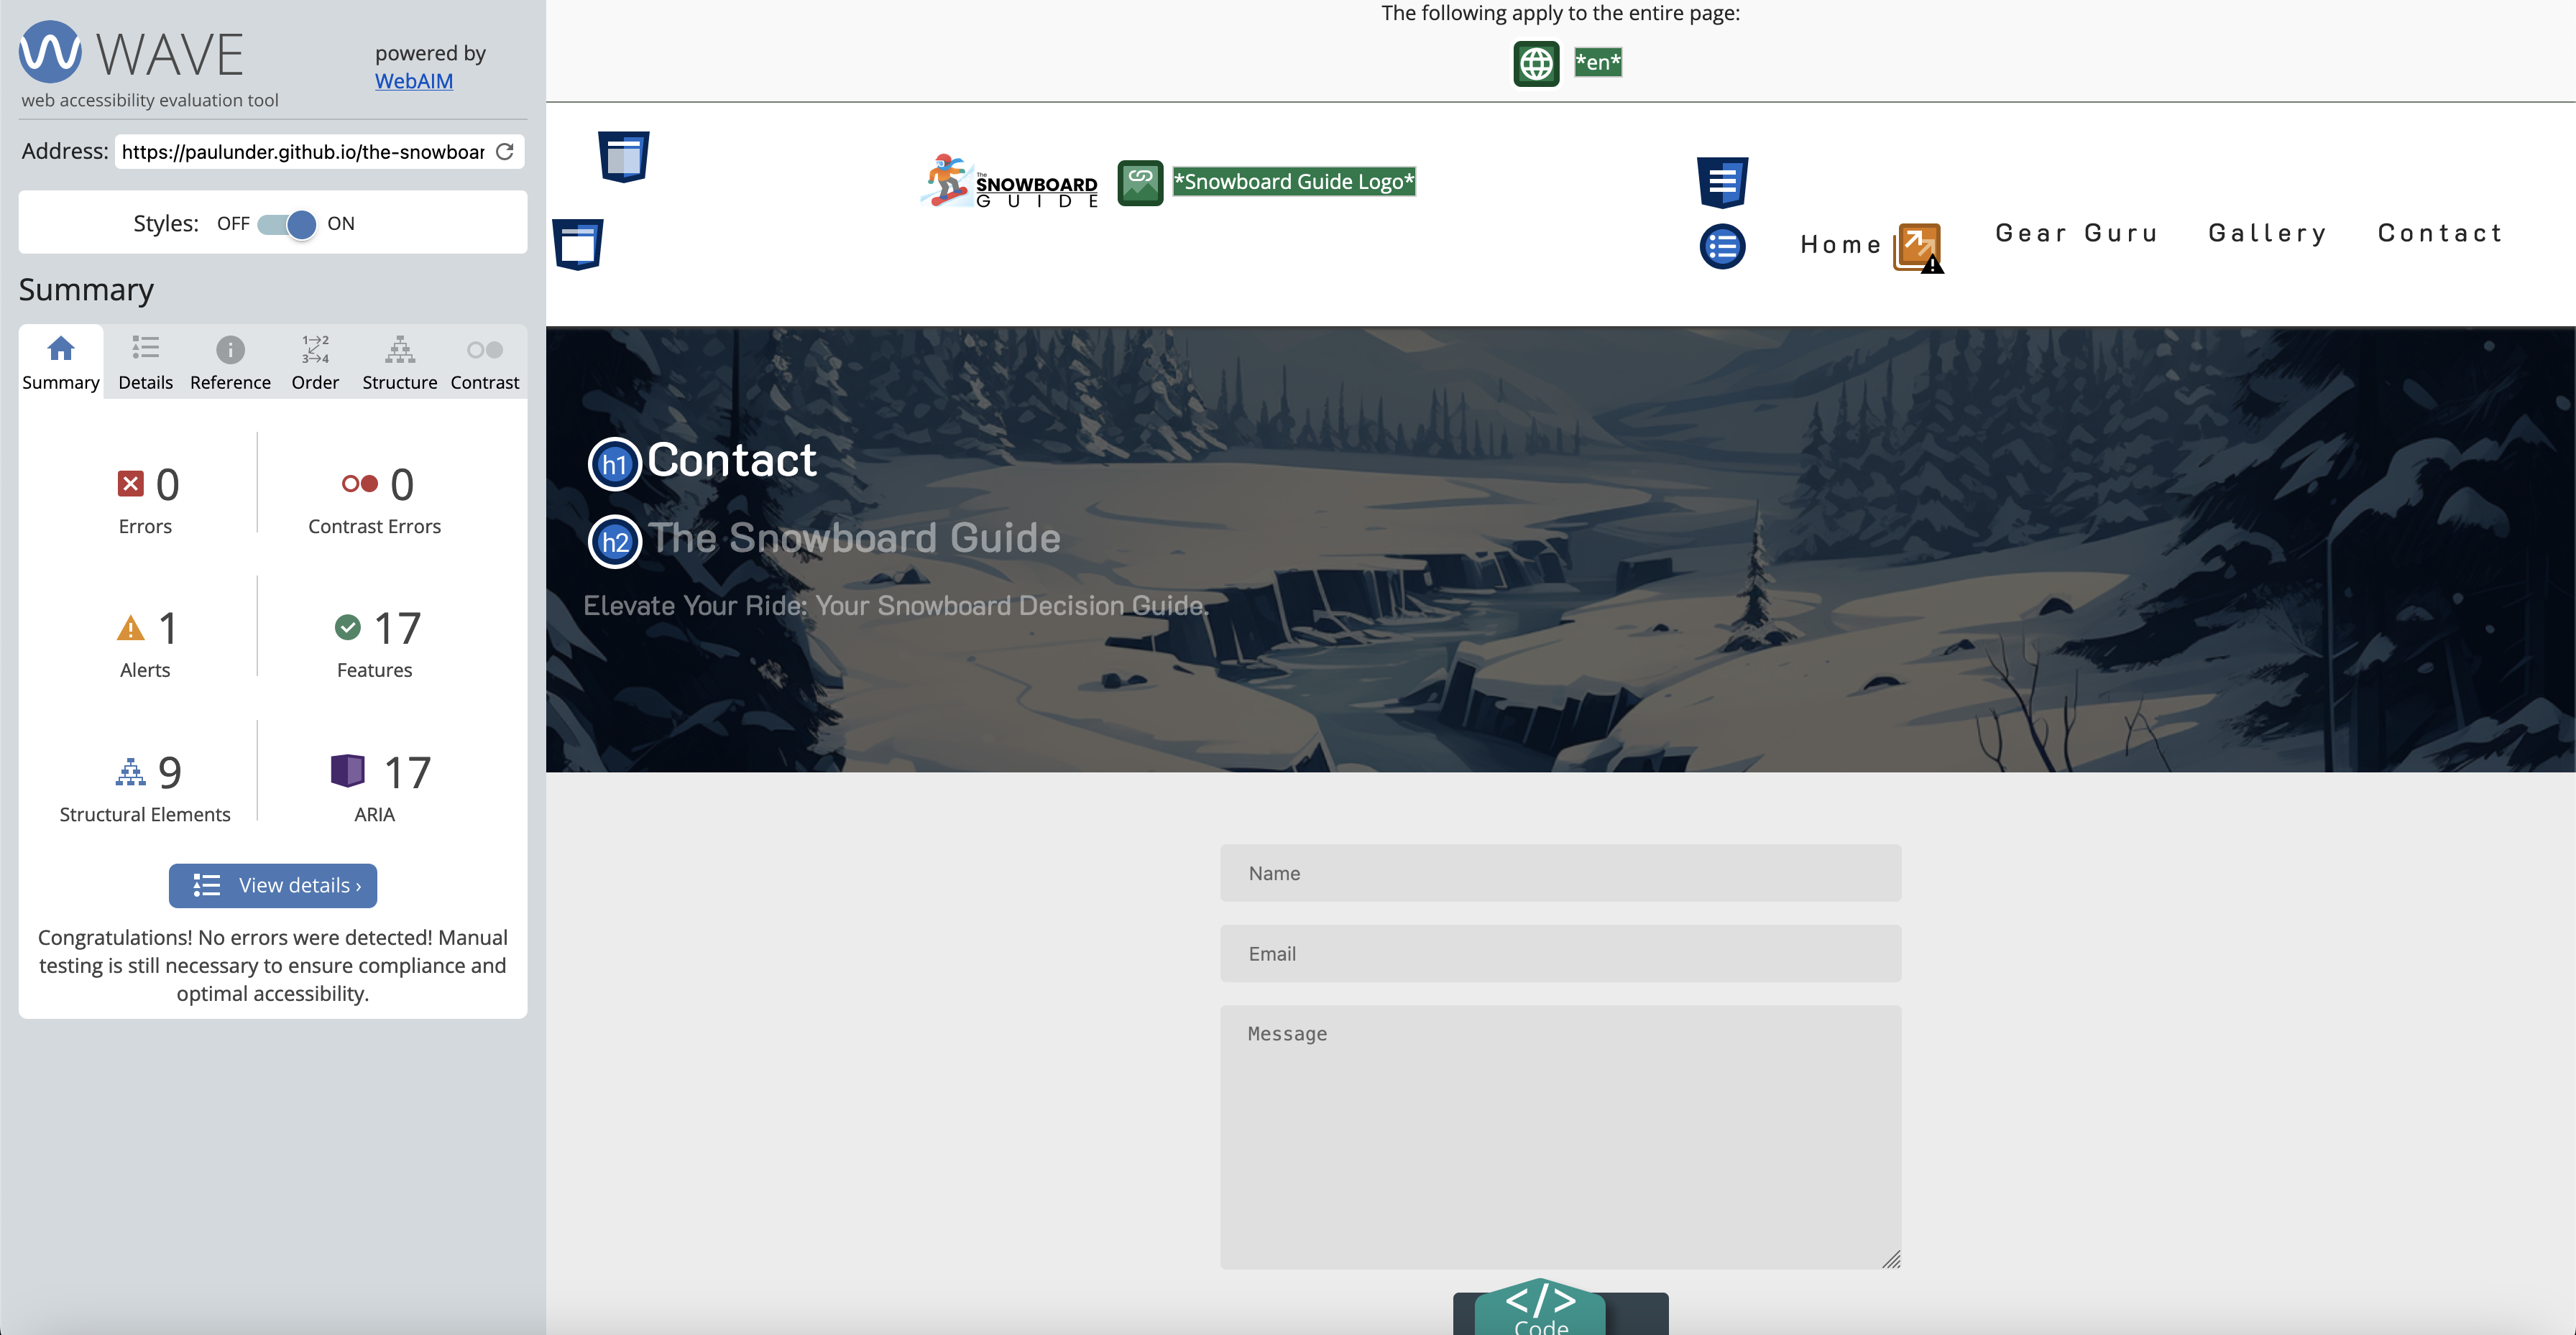 WAVE
web accessibility evaluation tool
powered by
WebAIM
Address: https://paulunder.github.io/the-snowboar
Styles: OFF ON
Summary
Summary Details Reference Order Structure Contrast
1→2
3→4
0
Errors
0
Contrast Errors
1
Alerts
17
Features
9
Structural Elements
17
ARIA
View details ›
Congratulations! No errors were detected! Manual
testing is still necessary to ensure compliance and
optimal accessibility.
The following apply to the entire page:
*en*
The
SNOWBOARD
GUIDE
*Snowboard Guide Logo*
Home Gear Guru Gallery Contact
h1 Contact
h2 The Snowboard Guide
Elevate Your Ride: Your Snowboard Decision Guide.
Name
Email
Message
</>
Code